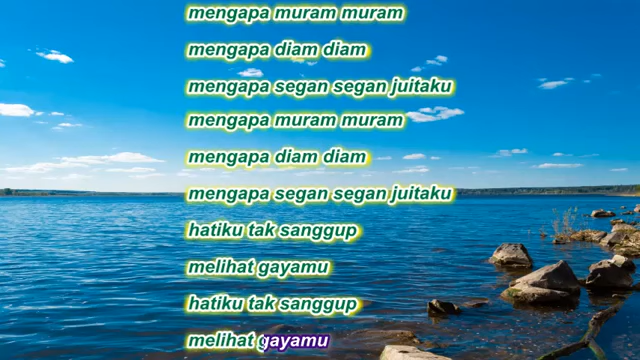 mengapa muram muram
mengapa diam diam
mengapa segan segan juitaku
mengapa muram muram
mengapa diam diam
mengapa segan segan juitaku
hatiku tak sanggup
melihat gayamu
hatiku tak sanggup
melihat gayamu